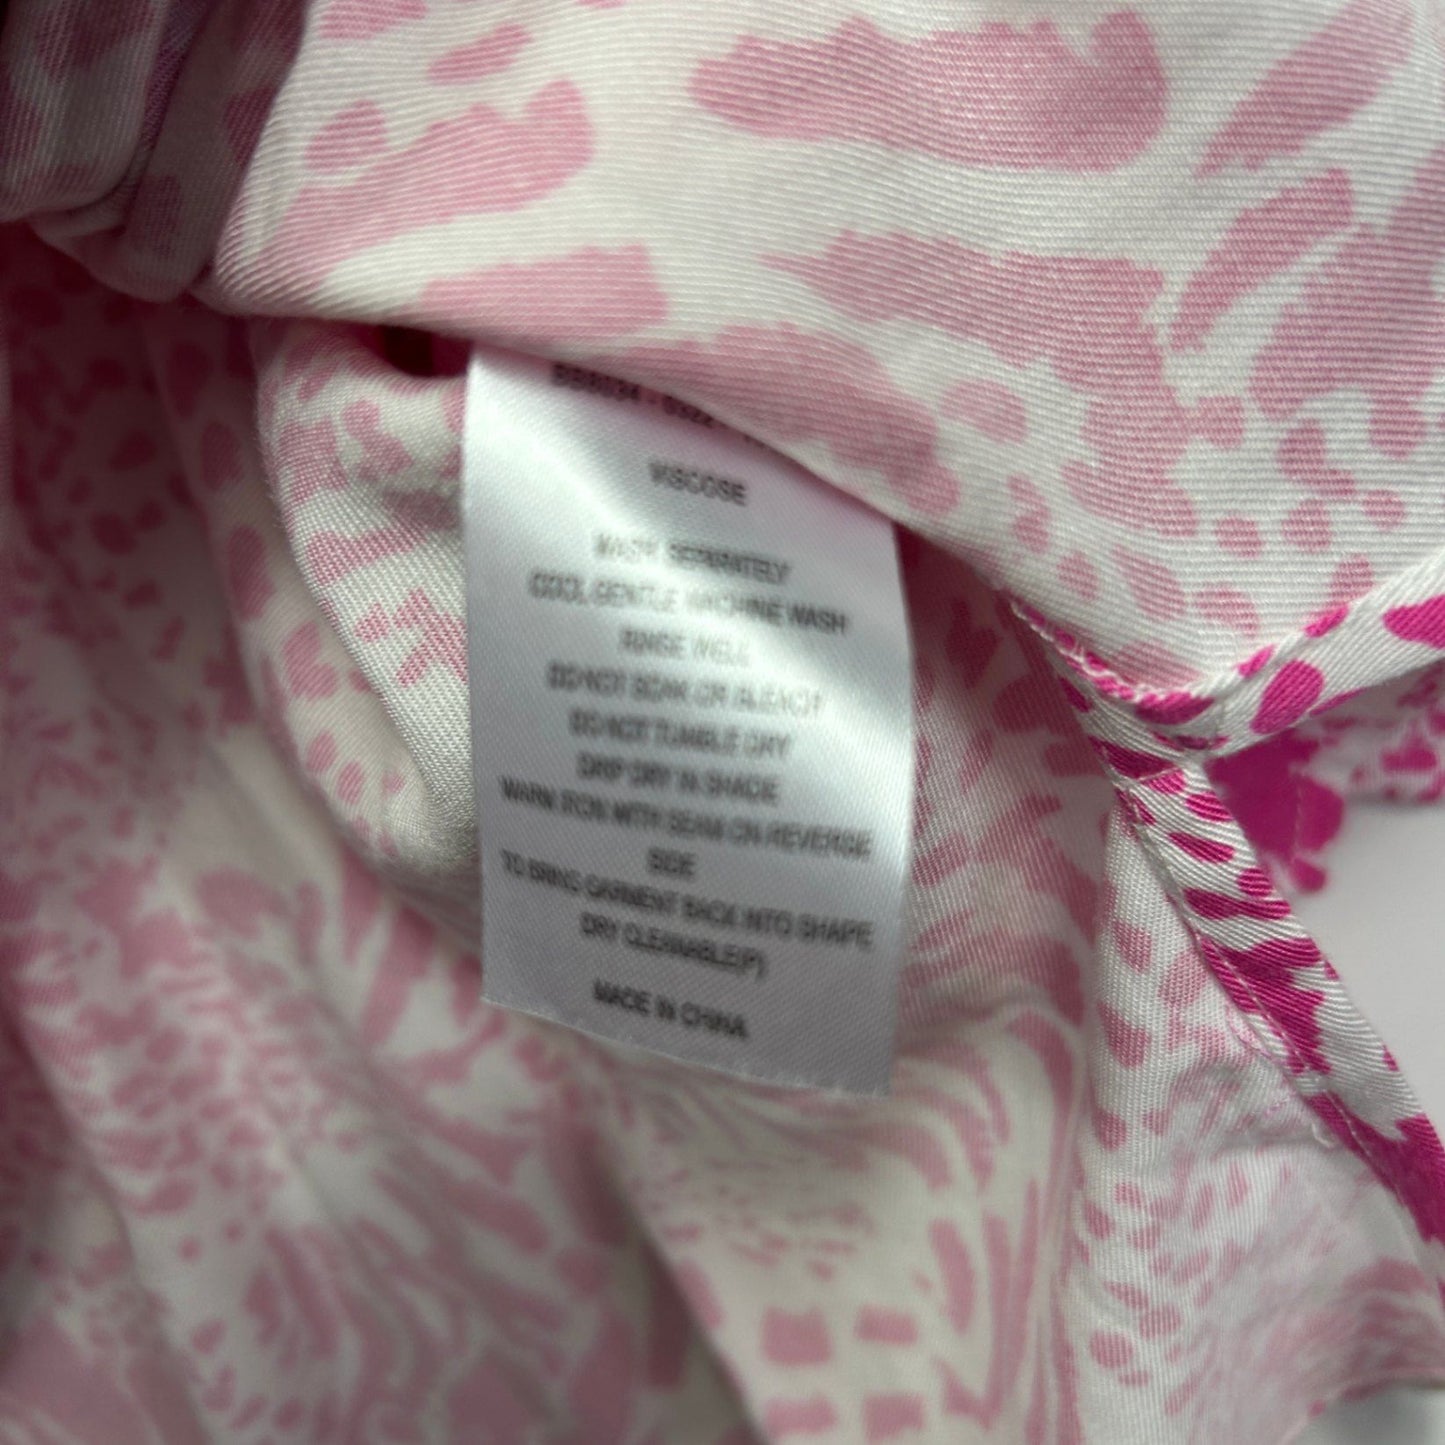 VISCOSE
WASH SEPARATELY
COOL GENTLE MACHINE WASH
RINSE WELL
DO NOT SOAK OR BLEACH
DO NOT TUMBLE DRY
DRIP DRY IN SHADE
WARM IRON WITH SEAM ON REVERSE
SIDE
TO BRING GARMENT BACK INTO SHAPE
DRY CLEANABLE(P)
MADE IN CHINA